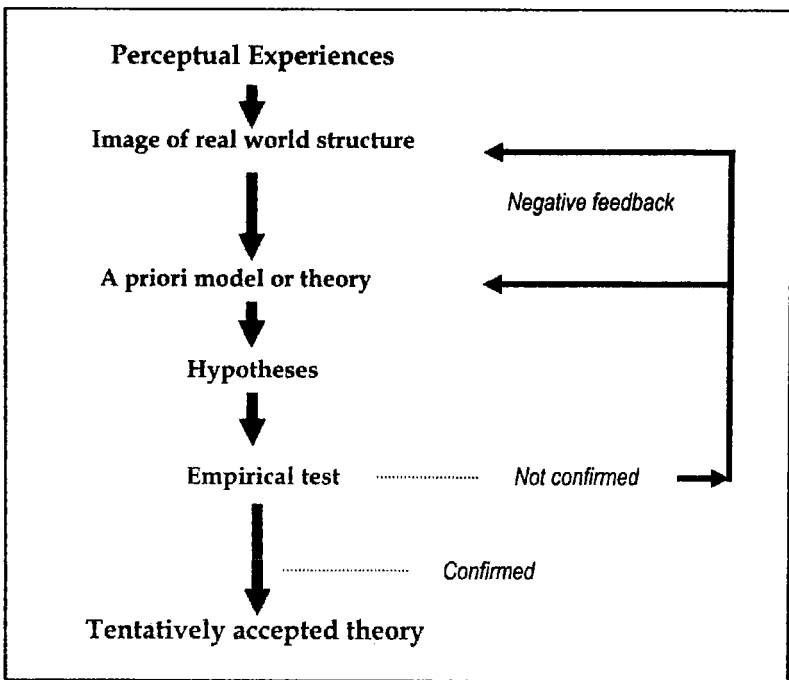 Perceptual Experiences
Image of real world structure
Negative feedback
A priori model or theory
Hypotheses
Empirical test
Not confirmed
Confirmed
Tentatively accepted theory